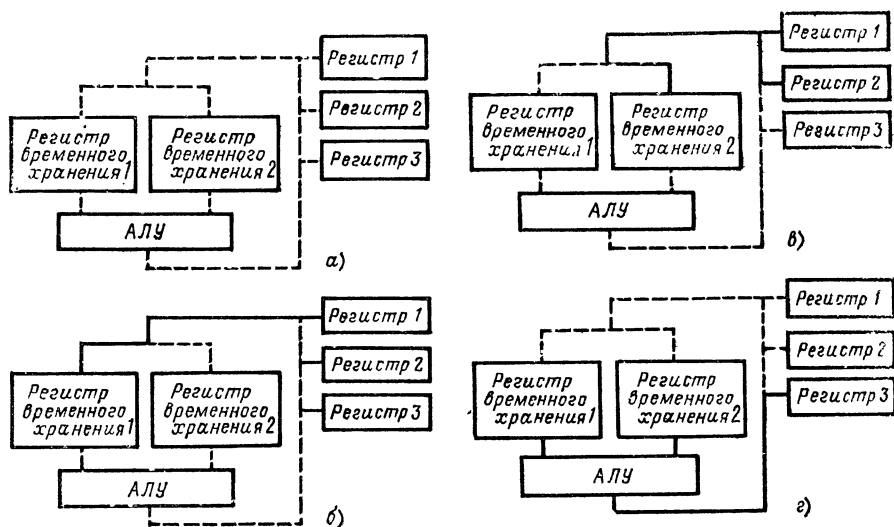 Регистр 1
Регистр 2
Регистр 3
Регистр
временного
хранения 1
Регистр
временного
хранения 2
АЛУ
а)
Регистр 1
Регистр 2
Регистр 3
Регистр
временного
хранения 1
Регистр
временного
хранения 2
АЛУ
в)
Регистр 1
Регистр 2
Регистр 3
Регистр
временного
хранения 1
Регистр
временного
хранения 2
АЛУ
б)
Регистр 1
Регистр 2
Регистр 3
Регистр
временного
хранения 1
Регистр
временного
хранения 2
АЛУ
г)